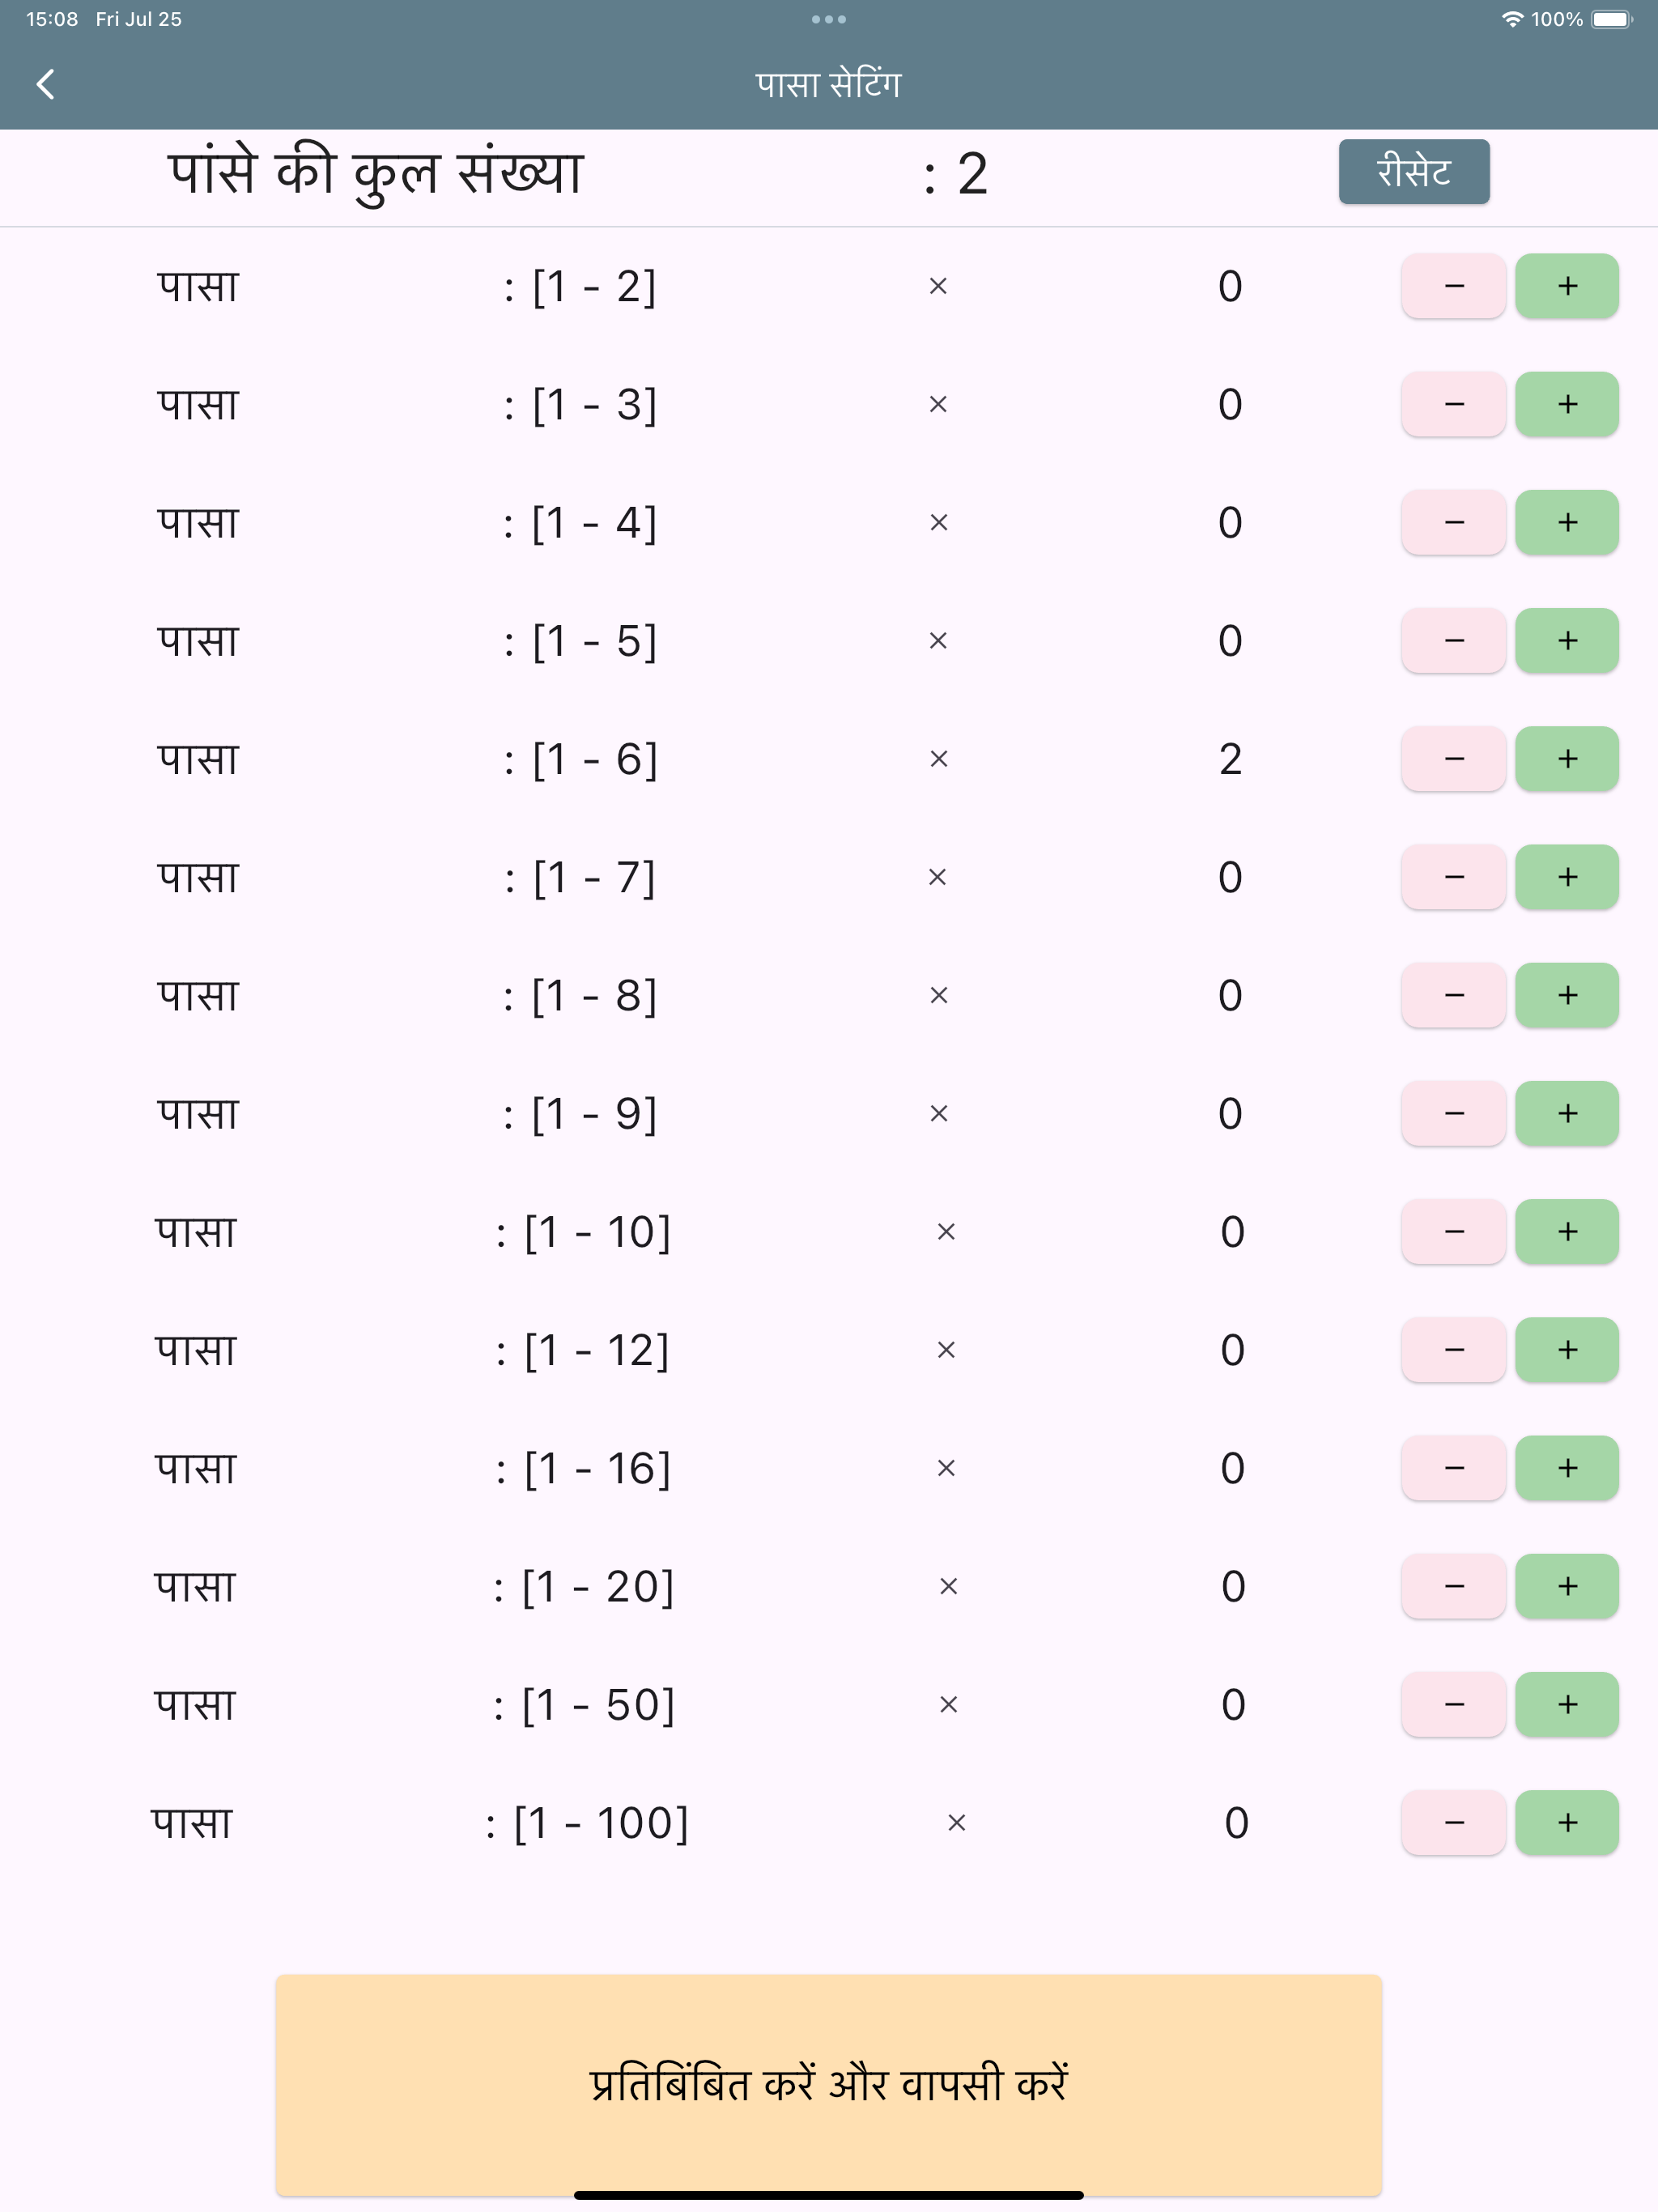 15:08 Fri Jul 25 100%
पासा सेटिंग
पांसे की कुल संख्या : 2 रीसेट
पासा : [1 - 2] × 0 − +
पासा : [1 - 3] × 0 − +
पासा : [1 - 4] × 0 − +
पासा : [1 - 5] × 0 − +
पासा : [1 - 6] × 2 − +
पासा : [1 - 7] × 0 − +
पासा : [1 - 8] × 0 − +
पासा : [1 - 9] × 0 − +
पासा : [1 - 10] × 0 − +
पासा : [1 - 12] × 0 − +
पासा : [1 - 16] × 0 − +
पासा : [1 - 20] × 0 − +
पासा : [1 - 50] × 0 − +
पासा : [1 - 100] × 0 − +
प्रतिबिंबित करें और वापसी करें